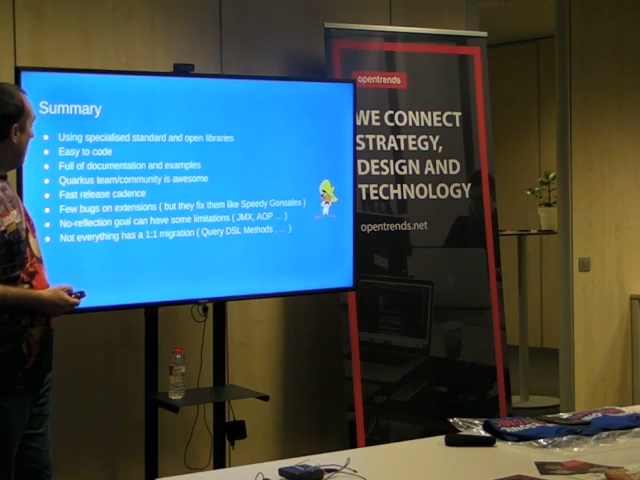 Summary
Using specialised standard and open libraries
Easy to code
Full of documentation and examples
Quarkus team/community is awesome
Fast release cadence
Few bugs on extensions ( but they fix them like Speedy Gonsales )
No-reflection goal can have some limitations ( JMX, AOP ... )
Not everything has a 1:1 migration ( Query DSL Methods , ... )
opentrends
WE CONNECT
STRATEGY,
DESIGN AND
TECHNOLOGY
opentrends.net